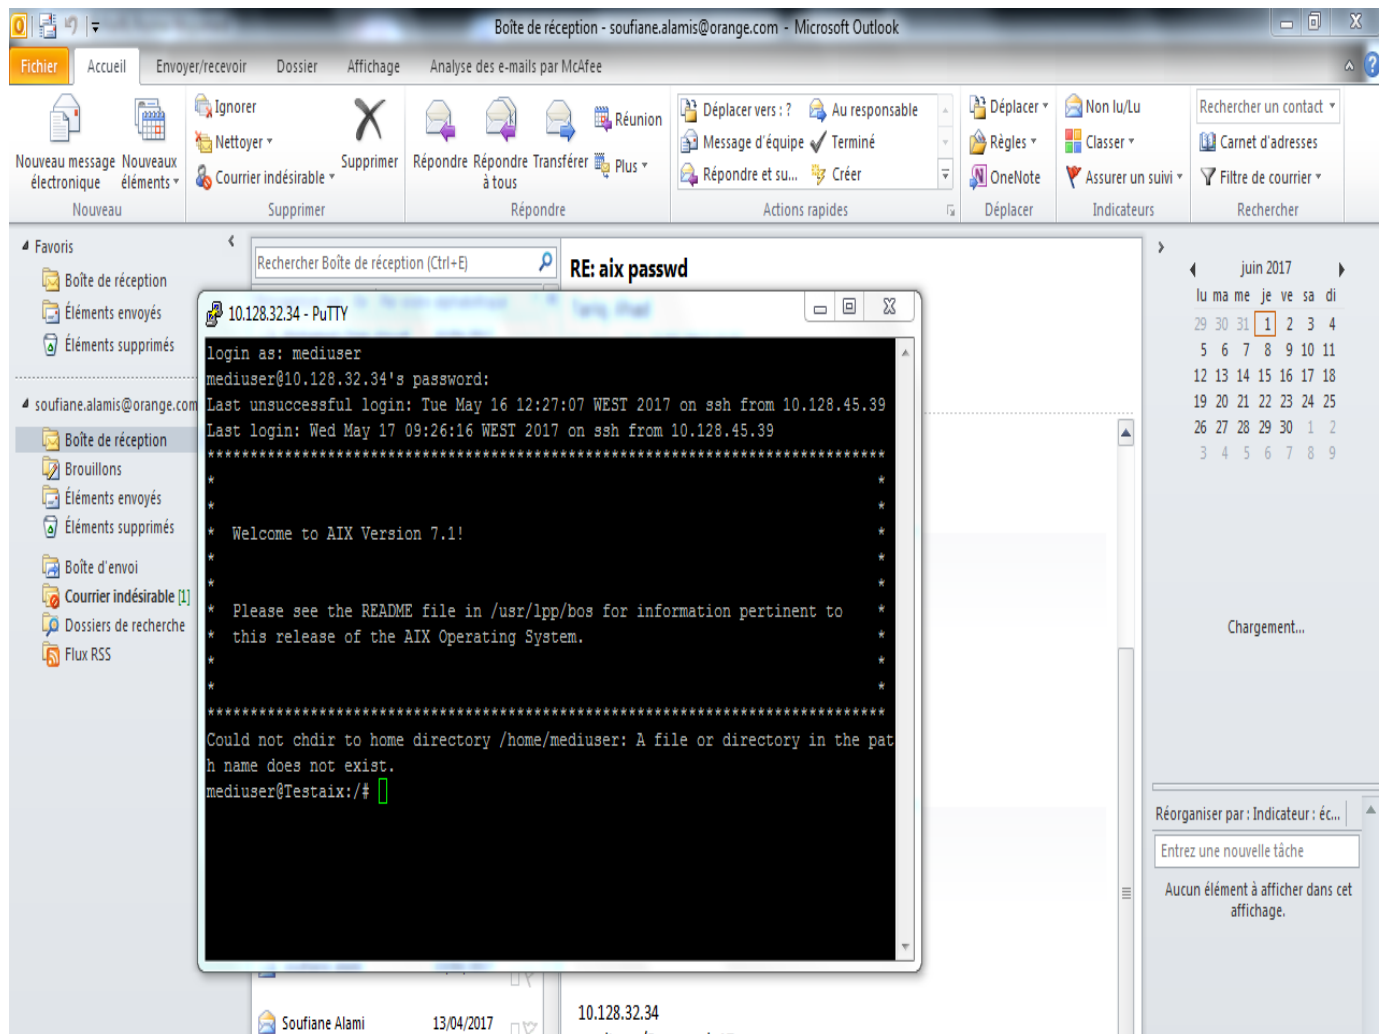 Boîte de réception - soufiane.alamis@orange.com - Microsoft Outlook
Fichier Accueil Envoyer/recevoir Dossier Affichage Analyse des e-mails par McAfee
Nouveau message électronique
Nouveaux éléments
Nouveau
Ignorer
Nettoyer
Courrier indésirable
Supprimer
Supprimer
Répondre
Répondre à tous
Transférer
Réunion
Plus
Répondre
Déplacer vers : ?
Au responsable
Message d'équipe
Terminé
Répondre et su...
Créer
Actions rapides
Déplacer
Règles
OneNote
Déplacer
Non lu/Lu
Classer
Assurer un suivi
Indicateurs
Rechercher un contact
Carnet d'adresses
Filtre de courrier
Rechercher
Favoris
Boîte de réception
Éléments envoyés
Éléments supprimés
soufiane.alamis@orange.com
Boîte de réception
Brouillons
Éléments envoyés
Éléments supprimés
Boîte d'envoi
Courrier indésirable [1]
Dossiers de recherche
Flux RSS
Rechercher Boîte de réception (Ctrl+E)
RE: aix passwd
10.128.32.34 - PuTTY
login as: mediuser
mediuser@10.128.32.34's password:
Last unsuccessful login: Tue May 16 12:27:07 WEST 2017 on ssh from 10.128.45.39
Last login: Wed May 17 09:26:16 WEST 2017 on ssh from 10.128.45.39
*******************************************************************************
* *
* *
* Welcome to AIX Version 7.1! *
* *
* *
* Please see the README file in /usr/lpp/bos for information pertinent to *
* this release of the AIX Operating System. *
* *
* *
*******************************************************************************
Could not chdir to home directory /home/mediuser: A file or directory in the pat
h name does not exist.
mediuser@Testaix:/#
Soufiane Alami 13/04/2017
10.128.32.34
juin 2017
lu ma me je ve sa di
29 30 31 1 2 3 4
5 6 7 8 9 10 11
12 13 14 15 16 17 18
19 20 21 22 23 24 25
26 27 28 29 30 1 2
3 4 5 6 7 8 9
Chargement...
Réorganiser par : Indicateur : éc...
Entrez une nouvelle tâche
Aucun élément à afficher dans cet
affichage.